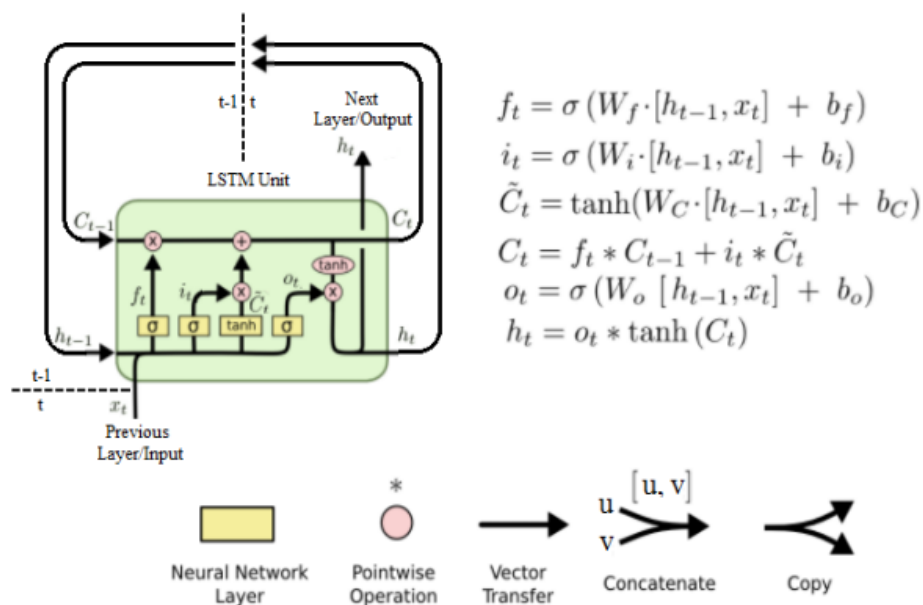 t-1 t
Next
Layer/Output
h_t
LSTM Unit
C_{t-1}
C_t
x
+
tanh
f_t
i_t
x
C̃_t
o_t
x
σ
σ
tanh
σ
h_{t-1}
h_t
t-1
t
x_t
Previous
Layer/Input
f_t = σ (W_f·[h_{t-1}, x_t] + b_f)
i_t = σ (W_i·[h_{t-1}, x_t] + b_i)
C̃_t = tanh(W_C·[h_{t-1}, x_t] + b_C)
C_t = f_t * C_{t-1} + i_t * C̃_t
o_t = σ (W_o [h_{t-1}, x_t] + b_o)
h_t = o_t * tanh (C_t)
*
u
v
[u, v]
Neural Network
Layer
Pointwise
Operation
Vector
Transfer
Concatenate
Copy